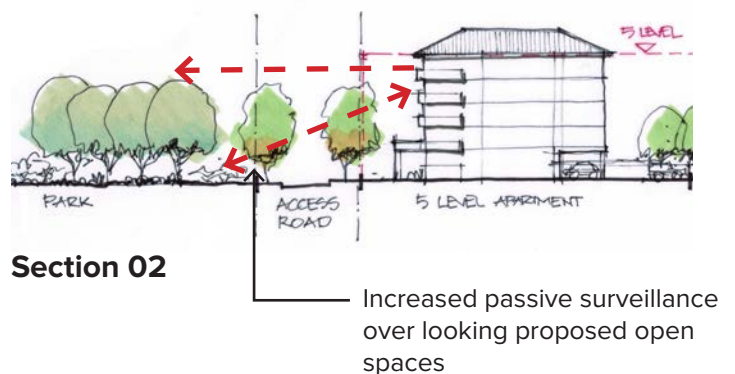 5 LEVEL
PARK
ACCESS
ROAD
5 LEVEL APARTMENT
Section 02
Increased passive surveillance
over looking proposed open
spaces